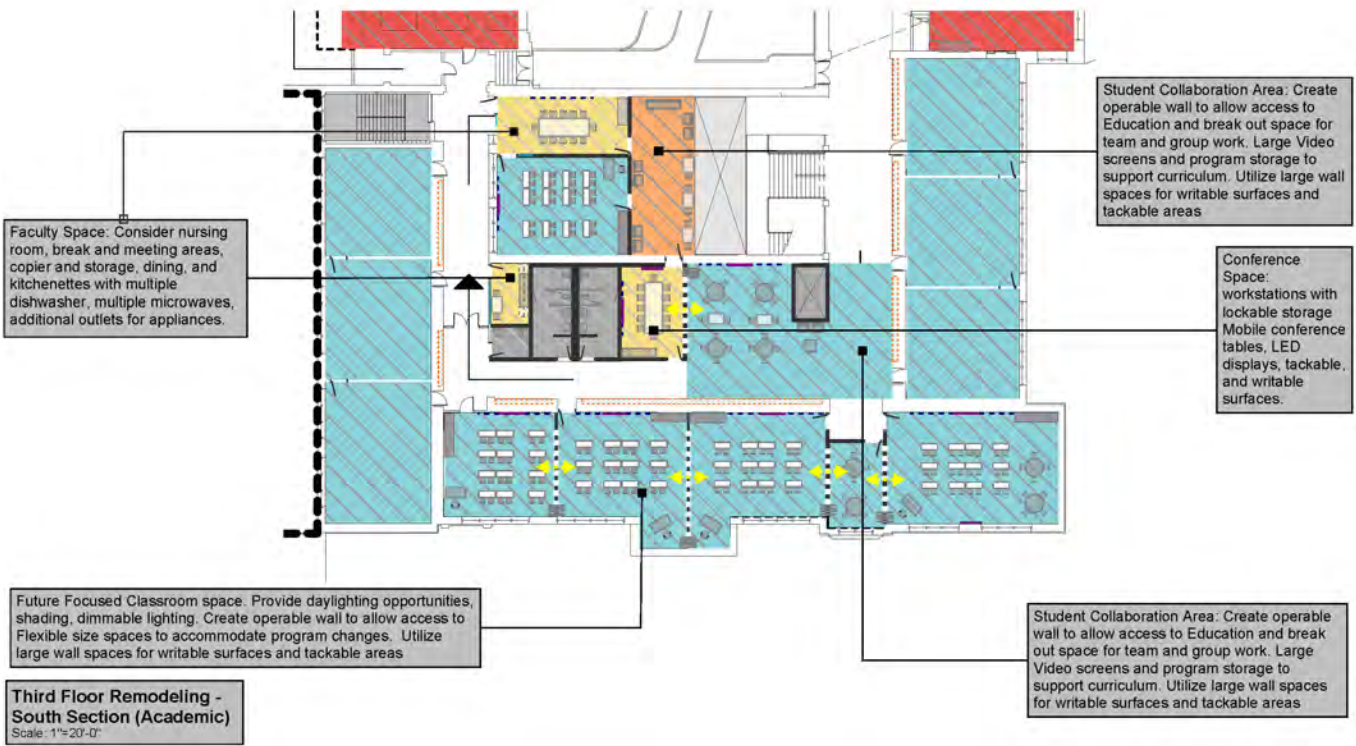 Student Collaboration Area: Create
operable wall to allow access to
Education and break out space for
team and group work. Large Video
screens and program storage to
support curriculum. Utilize large wall
spaces for writable surfaces and
tackable areas
Faculty Space: Consider nursing
room, break and meeting areas,
copier and storage, dining, and
kitchenettes with multiple
dishwasher, multiple microwaves,
additional outlets for appliances.
Conference
Space:
workstations with
lockable storage
Mobile conference
tables, LED
displays, tackable,
and writable
surfaces.
Future Focused Classroom space. Provide daylighting opportunities,
shading, dimmable lighting. Create operable wall to allow access to
Flexible size spaces to accommodate program changes. Utilize
large wall spaces for writable surfaces and tackable areas
Student Collaboration Area: Create operable
wall to allow access to Education and break
out space for team and group work. Large
Video screens and program storage to
support curriculum. Utilize large wall spaces
for writable surfaces and tackable areas
Third Floor Remodeling -
South Section (Academic)
Scale: 1"=20'-0"